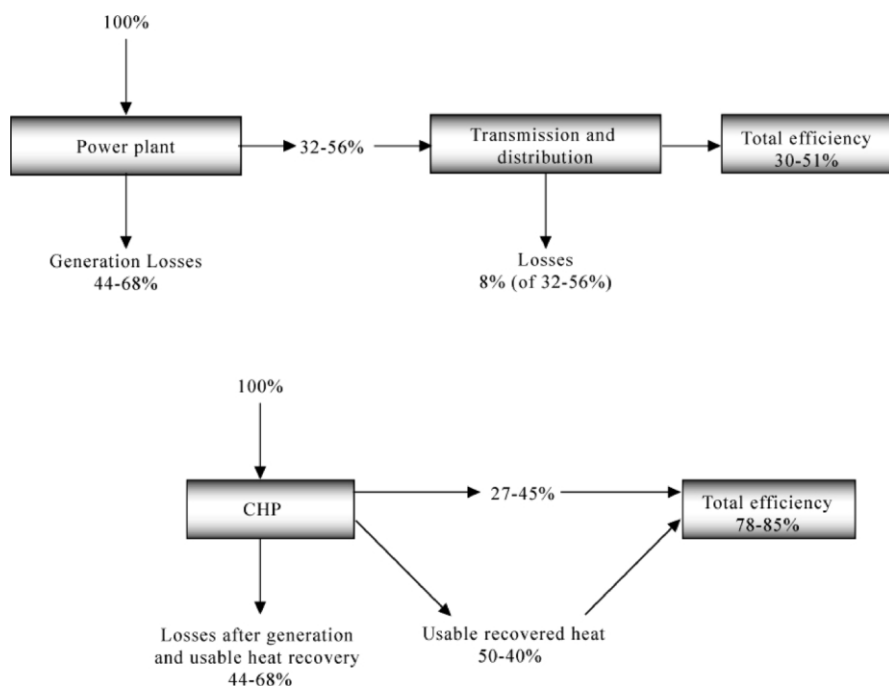 100%
Power plant
32-56%
Transmission and
distribution
Total efficiency
30-51%
Generation Losses
44-68%
Losses
8% (of 32-56%)
100%
CHP
27-45%
Total efficiency
78-85%
Losses after generation
and usable heat recovery
44-68%
Usable recovered heat
50-40%